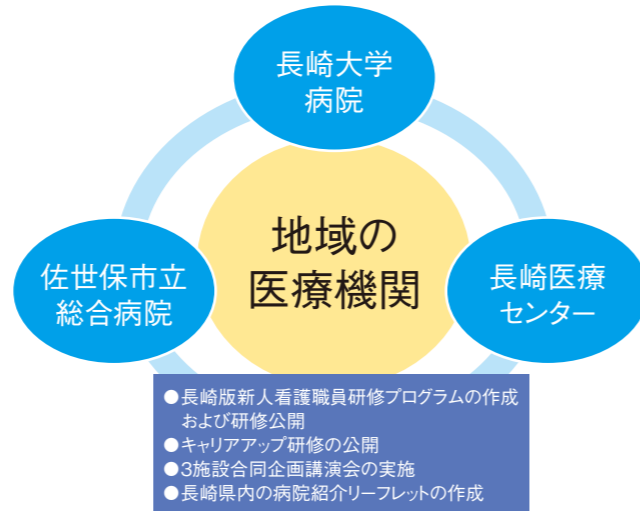 長崎大学
病院
地域の
医療機関
佐世保市立
総合病院
長崎医療
センター
●長崎版新人看護職員研修プログラムの作成
および研修公開
●キャリアアップ研修の公開
●3施設合同企画講演会の実施
●長崎県内の病院紹介リーフレットの作成